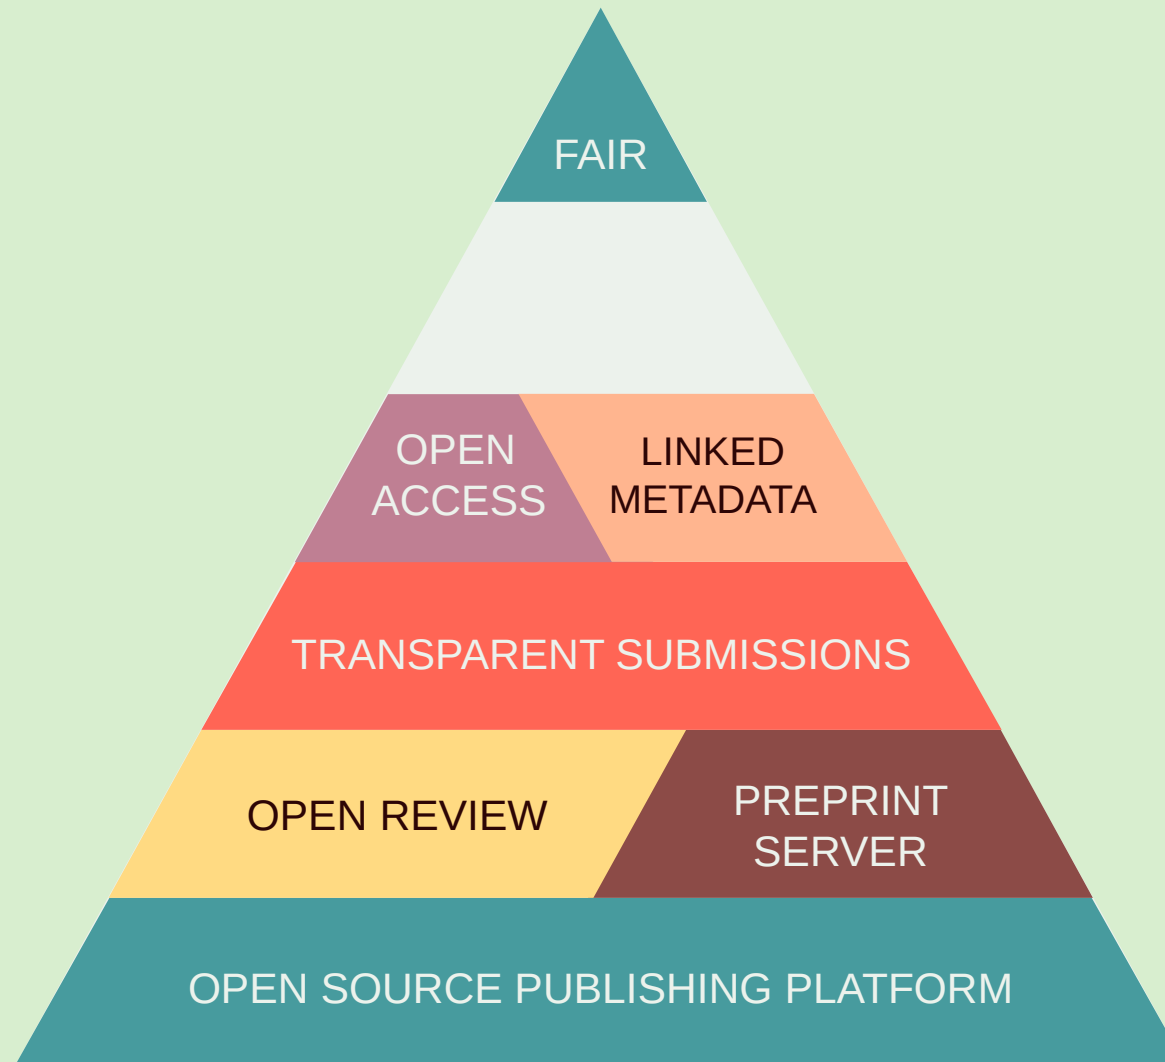 FAIR
OPEN
ACCESS
LINKED
METADATA
TRANSPARENT SUBMISSIONS
OPEN REVIEW
PREPRINT
SERVER
OPEN SOURCE PUBLISHING PLATFORM